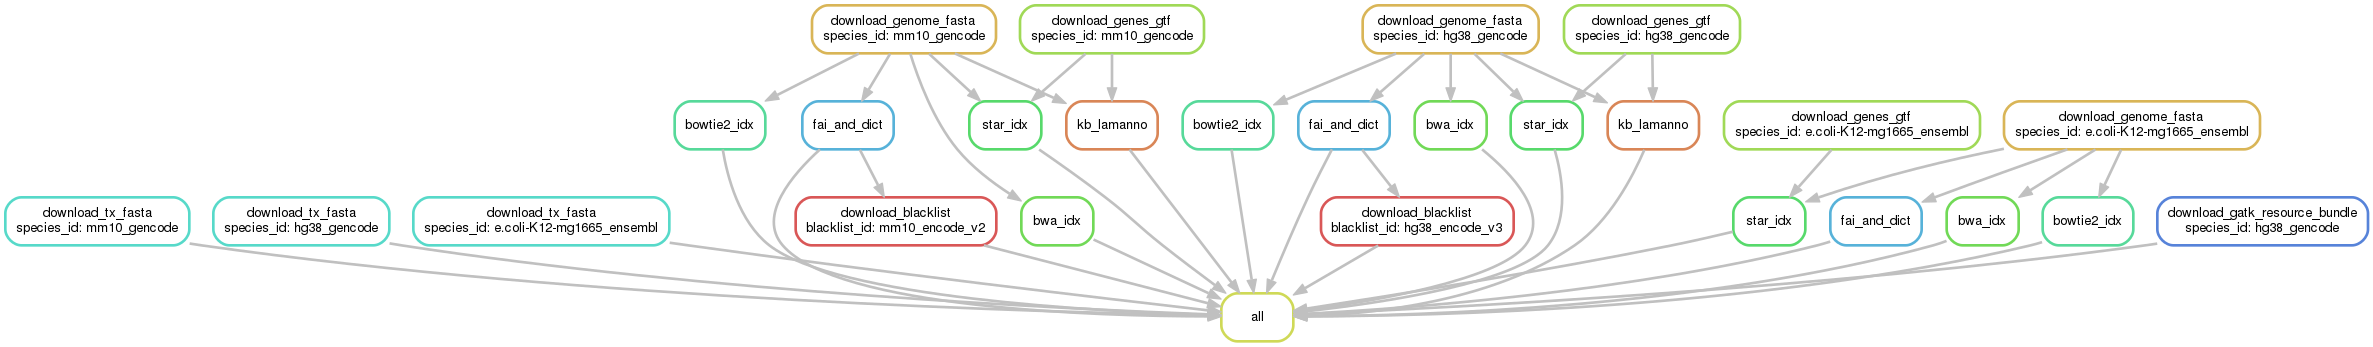 download_genome_fasta
species_id: mm10_gencode
download_genes_gtf
species_id: mm10_gencode
download_genome_fasta
species_id: hg38_gencode
download_genes_gtf
species_id: hg38_gencode
bowtie2_idx
fai_and_dict
star_idx
kb_lamanno
bowtie2_idx
fai_and_dict
bwa_idx
star_idx
kb_lamanno
download_genes_gtf
species_id: e.coli-K12-mg1665_ensembl
download_genome_fasta
species_id: e.coli-K12-mg1665_ensembl
download_tx_fasta
species_id: mm10_gencode
download_tx_fasta
species_id: hg38_gencode
download_tx_fasta
species_id: e.coli-K12-mg1665_ensembl
download_blacklist
blacklist_id: mm10_encode_v2
bwa_idx
download_blacklist
blacklist_id: hg38_encode_v3
star_idx
fai_and_dict
bwa_idx
bowtie2_idx
download_gatk_resource_bundle
species_id: hg38_gencode
all